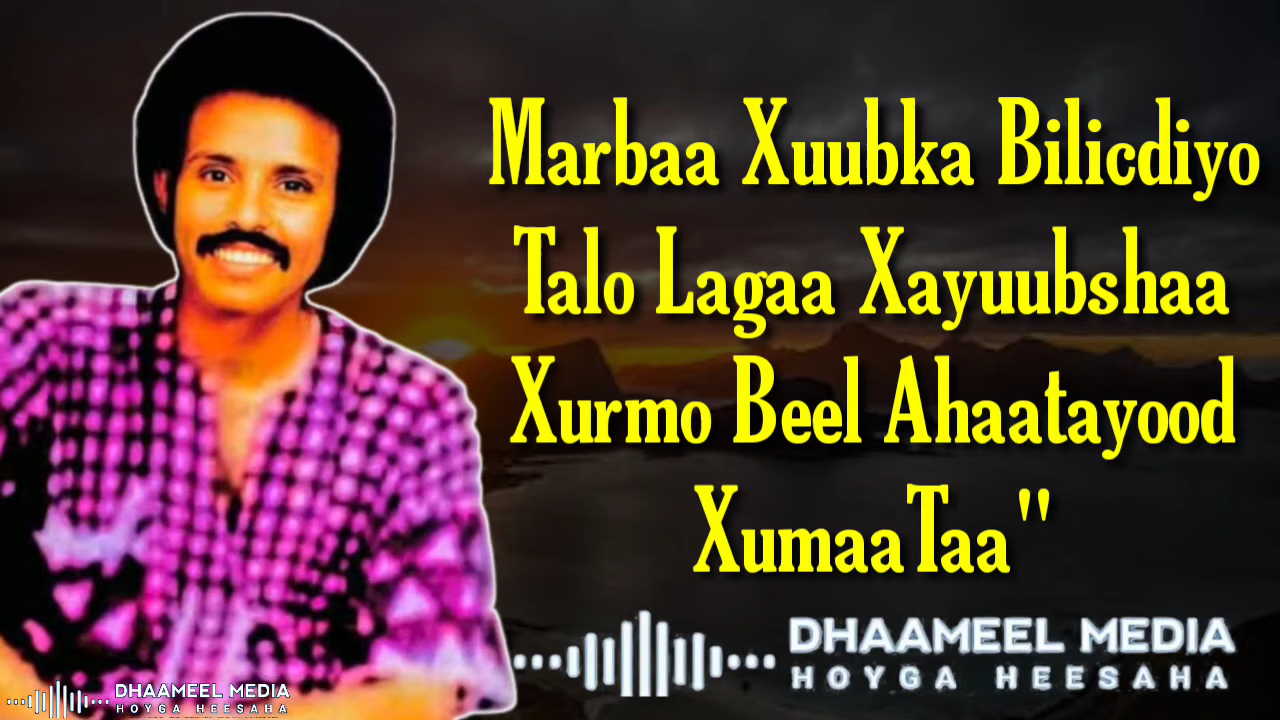 Marbaa Xuubka Bilicdiyo
Talo Lagaa Xayuubshaa
Xurmo Beel Ahaatayood
XumaaTaa"
DHAAMEEL MEDIA
HOYGA HEESAHA
DHAAMEEL MEDIA
HOYGA HEESAHA